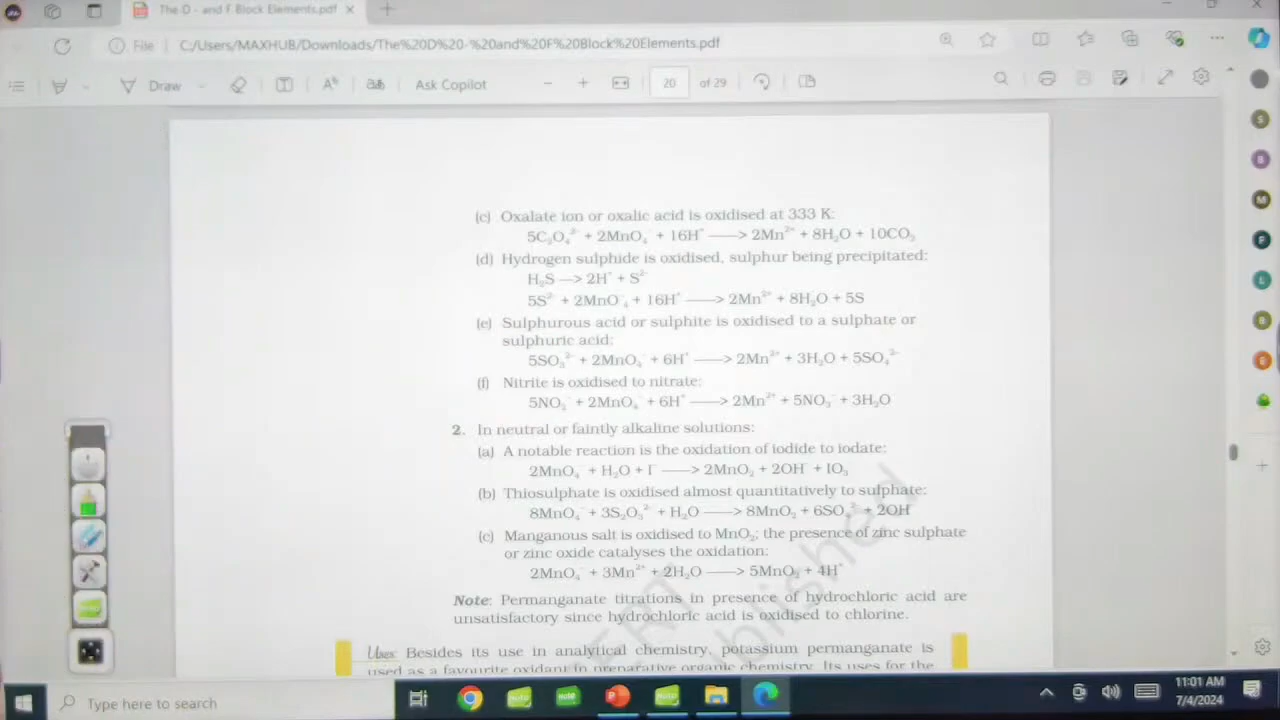 The D - and F Block Elements.pdf
File C:/Users/MAXHUB/Downloads/The%20D%20-%20and%20F%20Block%20Elements.pdf
Draw Ask Copilot 20 of 29
(c) Oxalate ion or oxalic acid is oxidised at 333 K:
5C₂O₄²⁻ + 2MnO₄⁻ + 16H⁺ ——> 2Mn²⁺ + 8H₂O + 10CO₂
(d) Hydrogen sulphide is oxidised, sulphur being precipitated:
H₂S —> 2H⁺ + S²⁻
5S²⁻ + 2MnO⁻₄ + 16H⁺ ——> 2Mn²⁺ + 8H₂O + 5S
(e) Sulphurous acid or sulphite is oxidised to a sulphate or
sulphuric acid:
5SO₃²⁻ + 2MnO₄⁻ + 6H⁺ ——> 2Mn²⁺ + 3H₂O + 5SO₄²⁻
(f) Nitrite is oxidised to nitrate:
5NO₂⁻ + 2MnO₄⁻ + 6H⁺ ——> 2Mn²⁺ + 5NO₃⁻ + 3H₂O
2. In neutral or faintly alkaline solutions:
(a) A notable reaction is the oxidation of iodide to iodate:
2MnO₄⁻ + H₂O + I⁻ ——> 2MnO₂ + 2OH⁻ + IO₃⁻
(b) Thiosulphate is oxidised almost quantitatively to sulphate:
8MnO₄⁻ + 3S₂O₃²⁻ + H₂O ——> 8MnO₂ + 6SO₄²⁻ + 2OH⁻
(c) Manganous salt is oxidised to MnO₂; the presence of zinc sulphate
or zinc oxide catalyses the oxidation:
2MnO₄⁻ + 3Mn²⁺ + 2H₂O ——> 5MnO₂ + 4H⁺
Note: Permanganate titrations in presence of hydrochloric acid are
unsatisfactory since hydrochloric acid is oxidised to chlorine.
Uses: Besides its use in analytical chemistry, potassium permanganate is
used as a favourite oxidant in preparative organic chemistry. Its uses for the
Type here to search
11:01 AM
7/4/2024